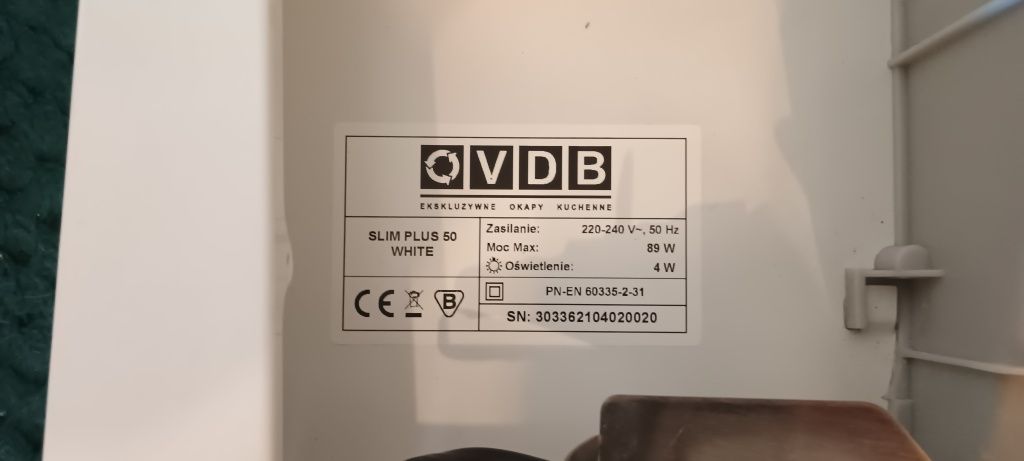 VDB
EKSKLUZYWNE OKAPY KUCHENNE
SLIM PLUS 50
WHITE
Zasilanie: 220-240 V~, 50 Hz
Moc Max: 89 W
Oświetlenie: 4 W
CE B
PN-EN 60335-2-31
SN: 303362104020020